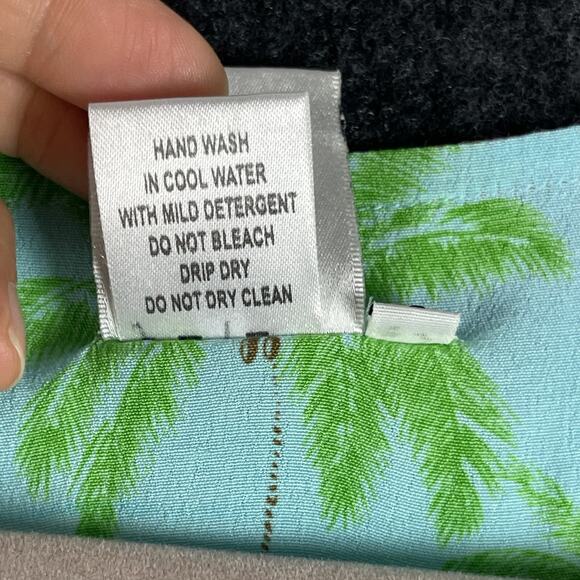 HAND WASH
IN COOL WATER
WITH MILD DETERGENT
DO NOT BLEACH
DRIP DRY
DO NOT DRY CLEAN